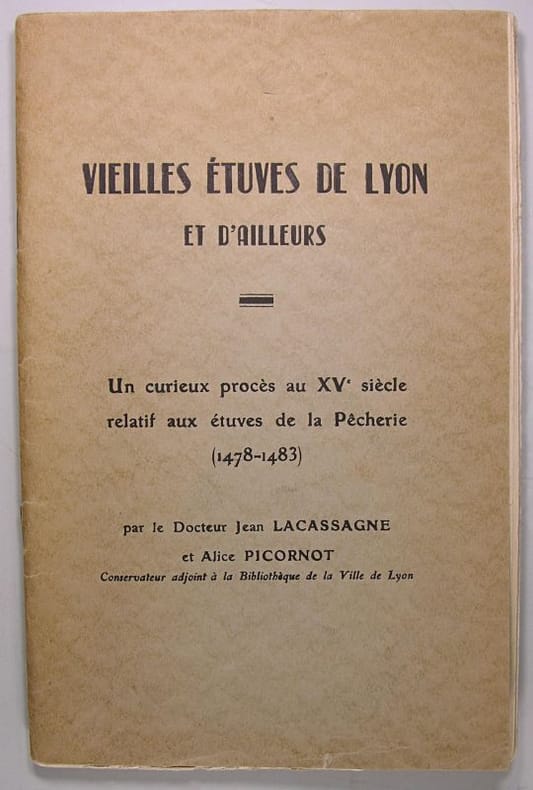 VIEILLES ÉTUVES DE LYON
ET D'AILLEURS
Un curieux procès au XVᵉ siècle
relatif aux étuves de la Pêcherie
(1478-1483)
par le Docteur Jean LACASSAGNE
et Alice PICORNOT
Conservateur adjoint à la Bibliothèque de la Ville de Lyon